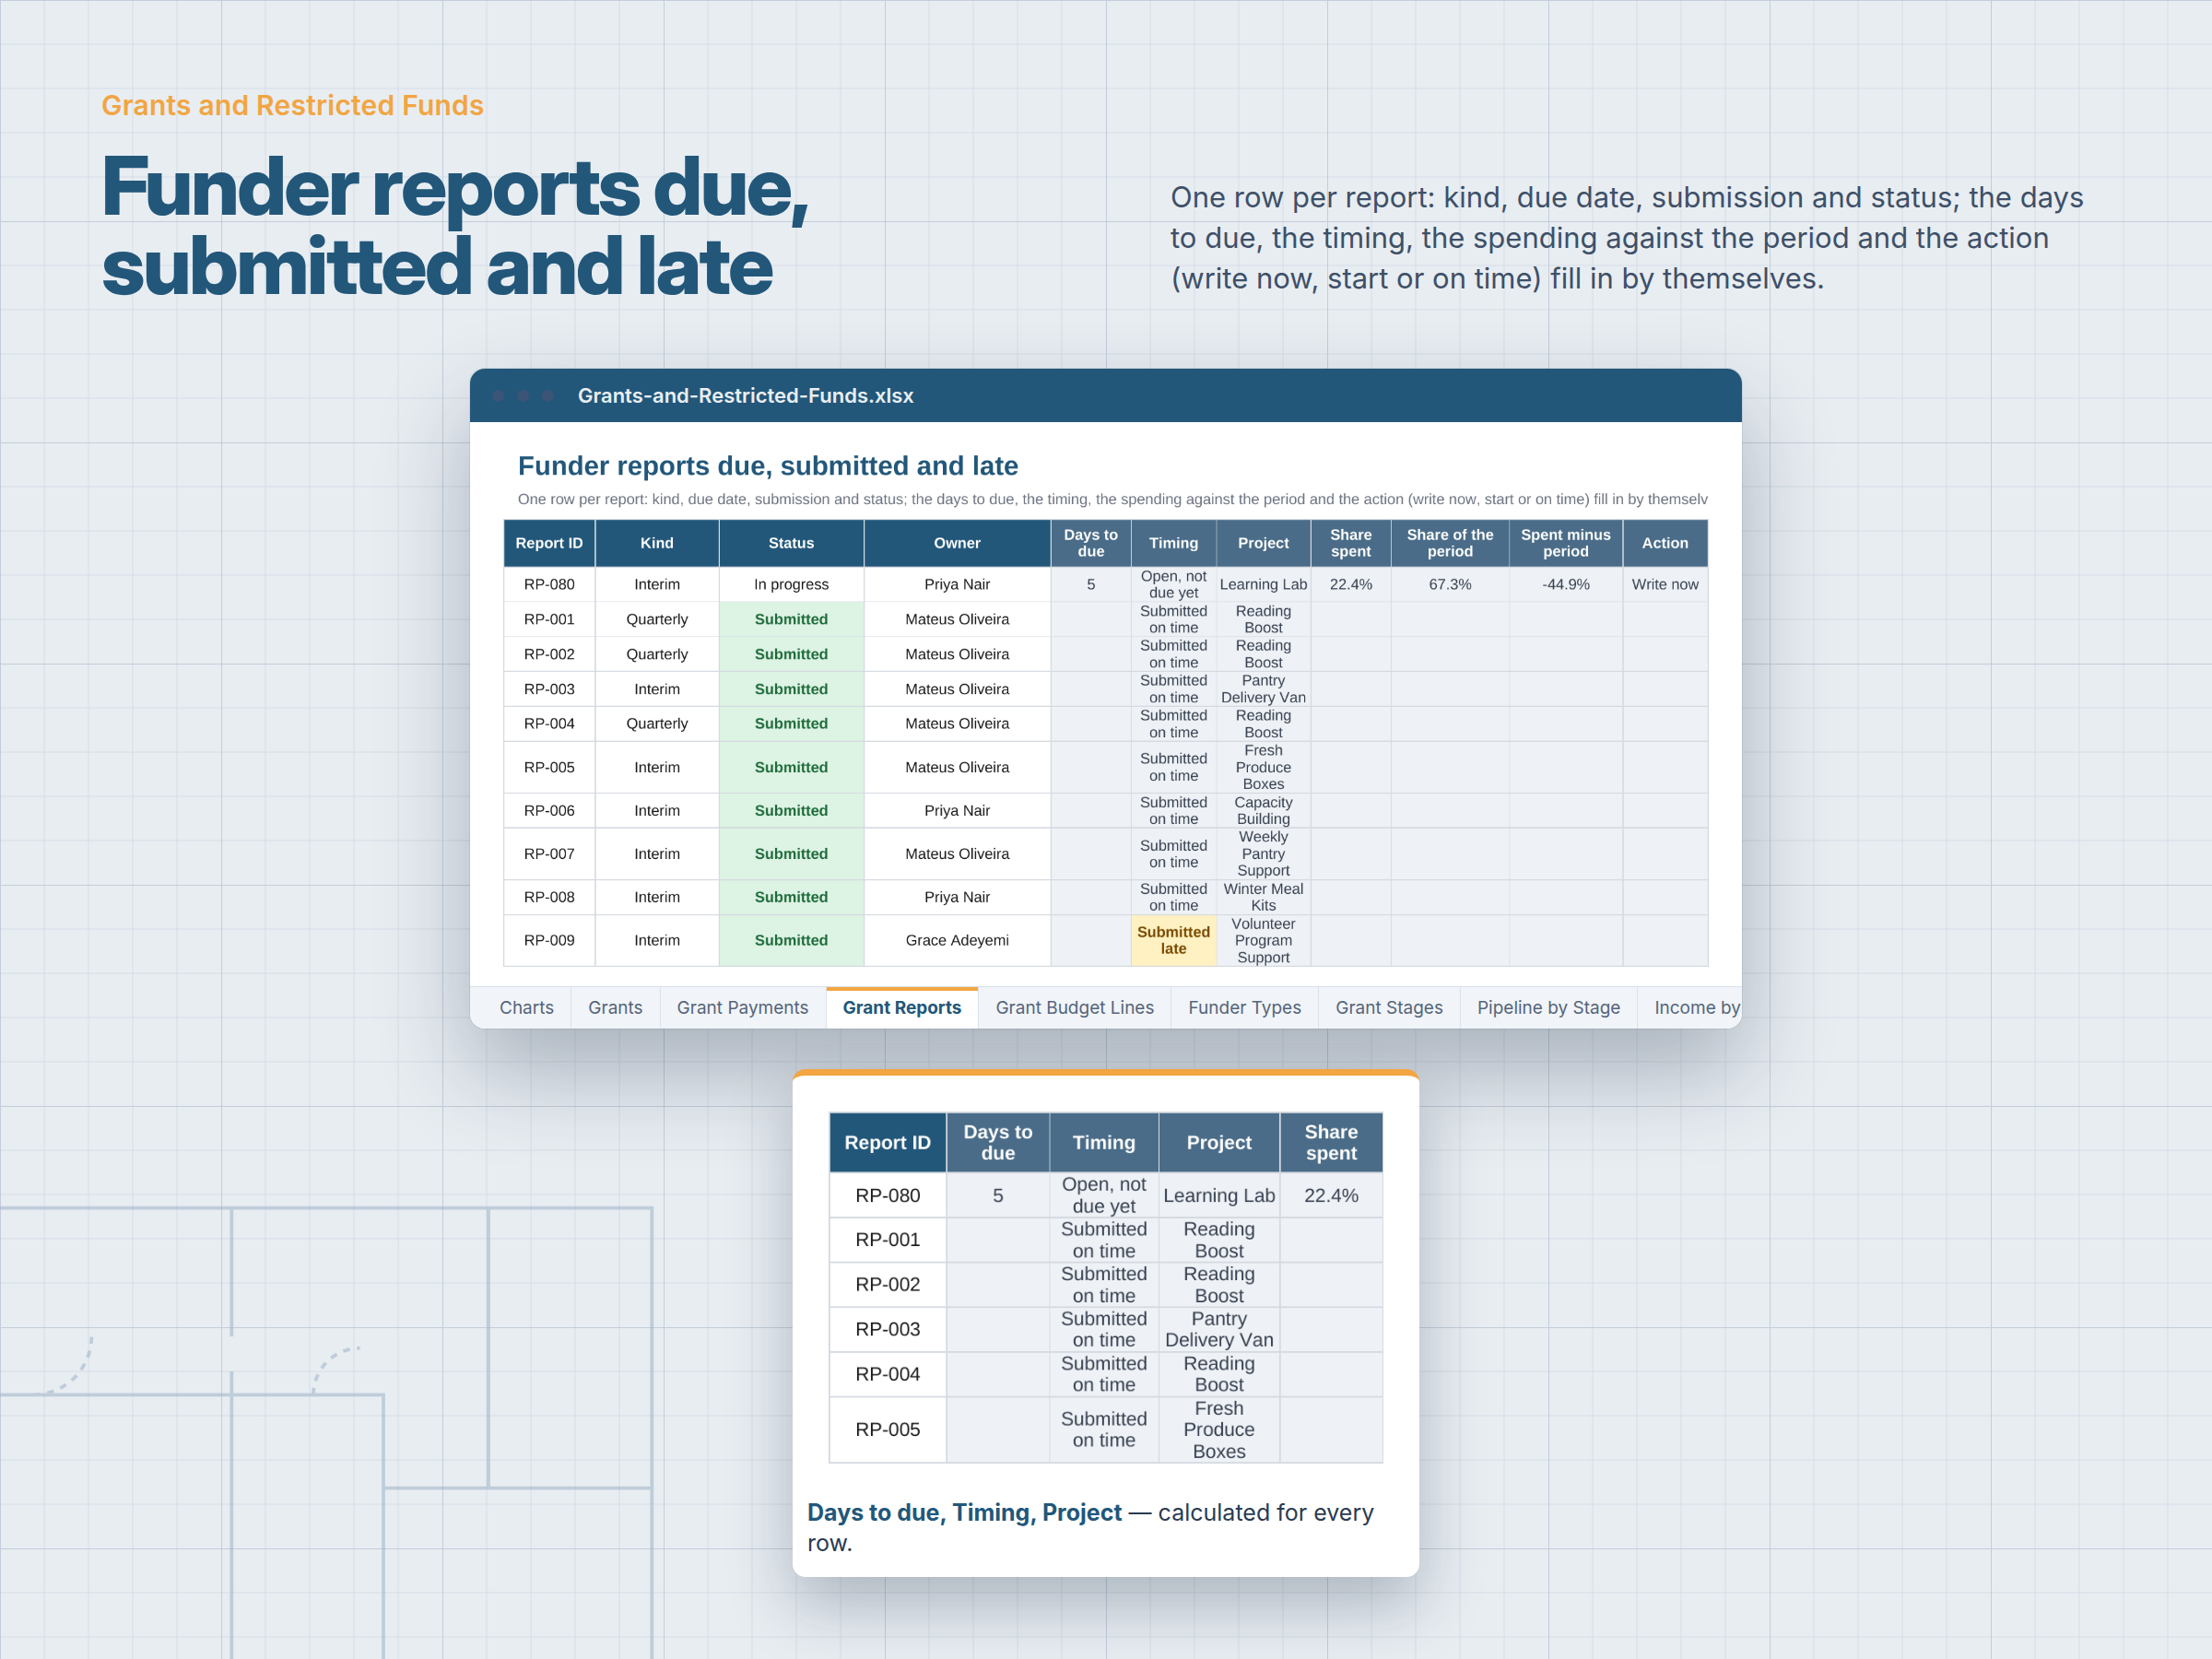 Grants and Restricted Funds
Funder reports due,
submitted and late
One row per report: kind, due date, submission and status; the days
to due, the timing, the spending against the period and the action
(write now, start or on time) fill in by themselves.
Grants-and-Restricted-Funds.xlsx
Funder reports due, submitted and late
One row per report: kind, due date, submission and status; the days to due, the timing, the spending against the period and the action (write now, start or on time) fill in by themselv
Report ID Kind Status Owner Days to due Timing Project Share spent Share of the period Spent minus period Action
RP-080 Interim In progress Priya Nair 5 Open, not due yet Learning Lab 22.4% 67.3% -44.9% Write now
RP-001 Quarterly Submitted Mateus Oliveira Submitted on time Reading Boost
RP-002 Quarterly Submitted Mateus Oliveira Submitted on time Reading Boost
RP-003 Interim Submitted Mateus Oliveira Submitted on time Pantry Delivery Van
RP-004 Quarterly Submitted Mateus Oliveira Submitted on time Reading Boost
RP-005 Interim Submitted Mateus Oliveira Submitted on time Fresh Produce Boxes
RP-006 Interim Submitted Priya Nair Submitted on time Capacity Building
RP-007 Interim Submitted Mateus Oliveira Submitted on time Weekly Pantry Support
RP-008 Interim Submitted Priya Nair Submitted on time Winter Meal Kits
RP-009 Interim Submitted Grace Adeyemi Submitted late Volunteer Program Support
Charts Grants Grant Payments Grant Reports Grant Budget Lines Funder Types Grant Stages Pipeline by Stage Income by
Report ID Days to due Timing Project Share spent
RP-080 5 Open, not due yet Learning Lab 22.4%
RP-001 Submitted on time Reading Boost
RP-002 Submitted on time Reading Boost
RP-003 Submitted on time Pantry Delivery Van
RP-004 Submitted on time Reading Boost
RP-005 Submitted on time Fresh Produce Boxes
Days to due, Timing, Project — calculated for every
row.